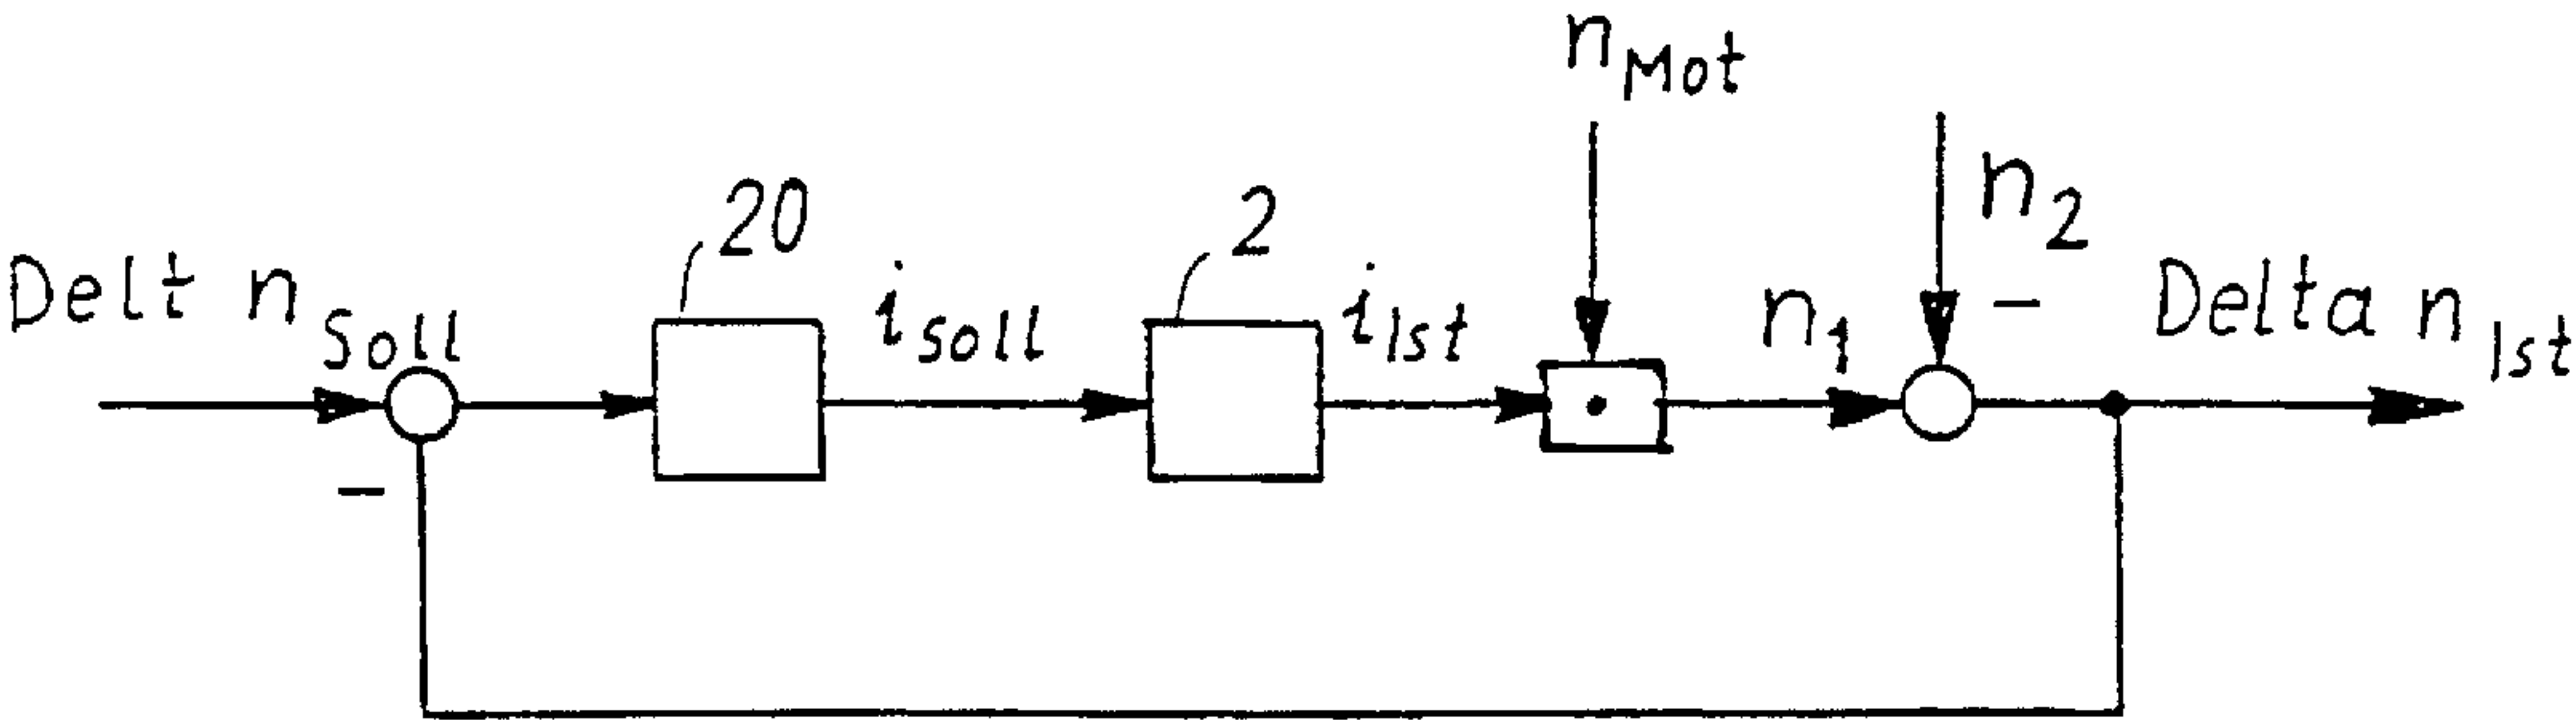 n Mot
n 2
20
2
Delt n Soll
i soll
i Ist
n 1
-
Delta n Ist
-